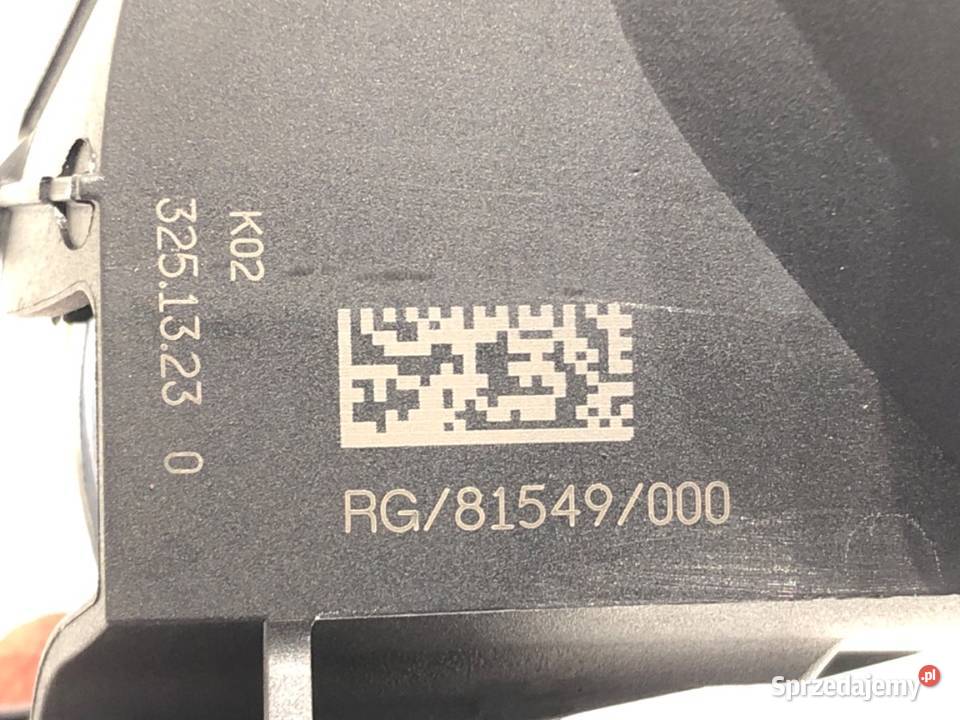 K02
325.13.23 0
RG/81549/000
Sprzedajemy.pl